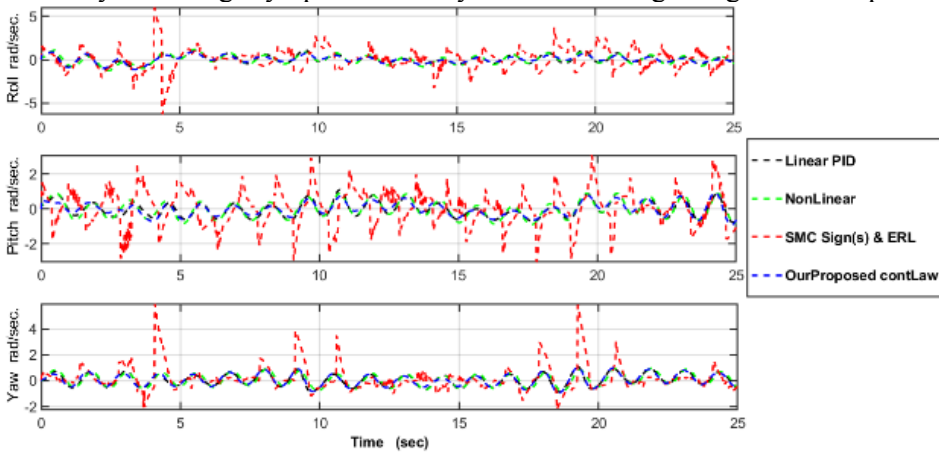 5
0
-5
Roll rad/sec.
0 5 10 15 20 25
2
0
-2
Pitch rad/sec.
0 5 10 15 20 25
4
2
0
-2
Yaw rad/sec.
0 5 10 15 20 25
Time (sec)
Linear PID
NonLinear
SMC Sign(s) & ERL
OurProposed contLaw